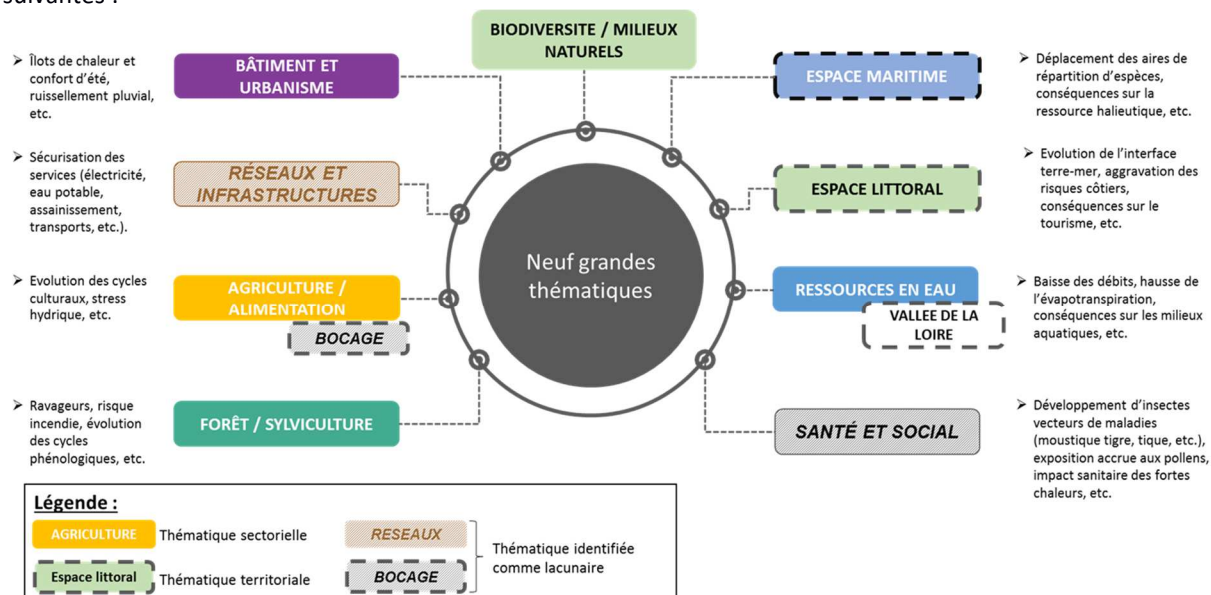 suivantes :
BIODIVERSITE / MILIEUX
NATURELS
➢ Îlots de chaleur et
confort d'été,
ruissellement pluvial,
etc.
BÂTIMENT ET
URBANISME
ESPACE MARITIME
➢ Déplacement des aires de
répartition d'espèces,
conséquences sur la
ressource halieutique, etc.
➢ Sécurisation des
services (électricité,
eau potable,
assainissement,
transports, etc.).
RÉSEAUX ET
INFRASTRUCTURES
ESPACE LITTORAL
➢ Evolution de l'interface
terre-mer, aggravation des
risques côtiers,
conséquences sur le
tourisme, etc.
Neuf grandes
thématiques
➢ Evolution des cycles
culturaux, stress
hydrique, etc.
AGRICULTURE /
ALIMENTATION
BOCAGE
RESSOURCES EN EAU
VALLEE DE LA
LOIRE
➢ Baisse des débits, hausse de
l'évapotranspiration,
conséquences sur les milieux
aquatiques, etc.
➢ Ravageurs, risque
incendie, évolution
des cycles
phénologiques, etc.
FORÊT / SYLVICULTURE
SANTÉ ET SOCIAL
➢ Développement d'insectes
vecteurs de maladies
(moustique tigre, tique, etc.),
exposition accrue aux pollens,
impact sanitaire des fortes
chaleurs, etc.
Légende :
AGRICULTURE Thématique sectorielle
Espace littoral Thématique territoriale
RESEAUX
BOCAGE
Thématique identifiée
comme lacunaire